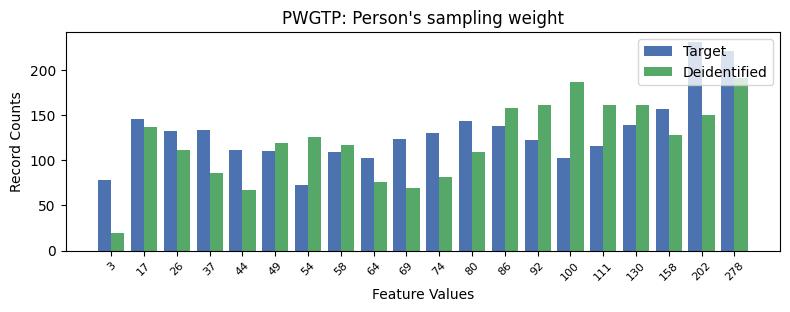 PWGTP: Person's sampling weight
Target
Deidentified
Record Counts
200
150
100
50
0
3 17 26 37 44 49 54 58 64 69 74 80 86 92 100 111 130 158 202 278
Feature Values